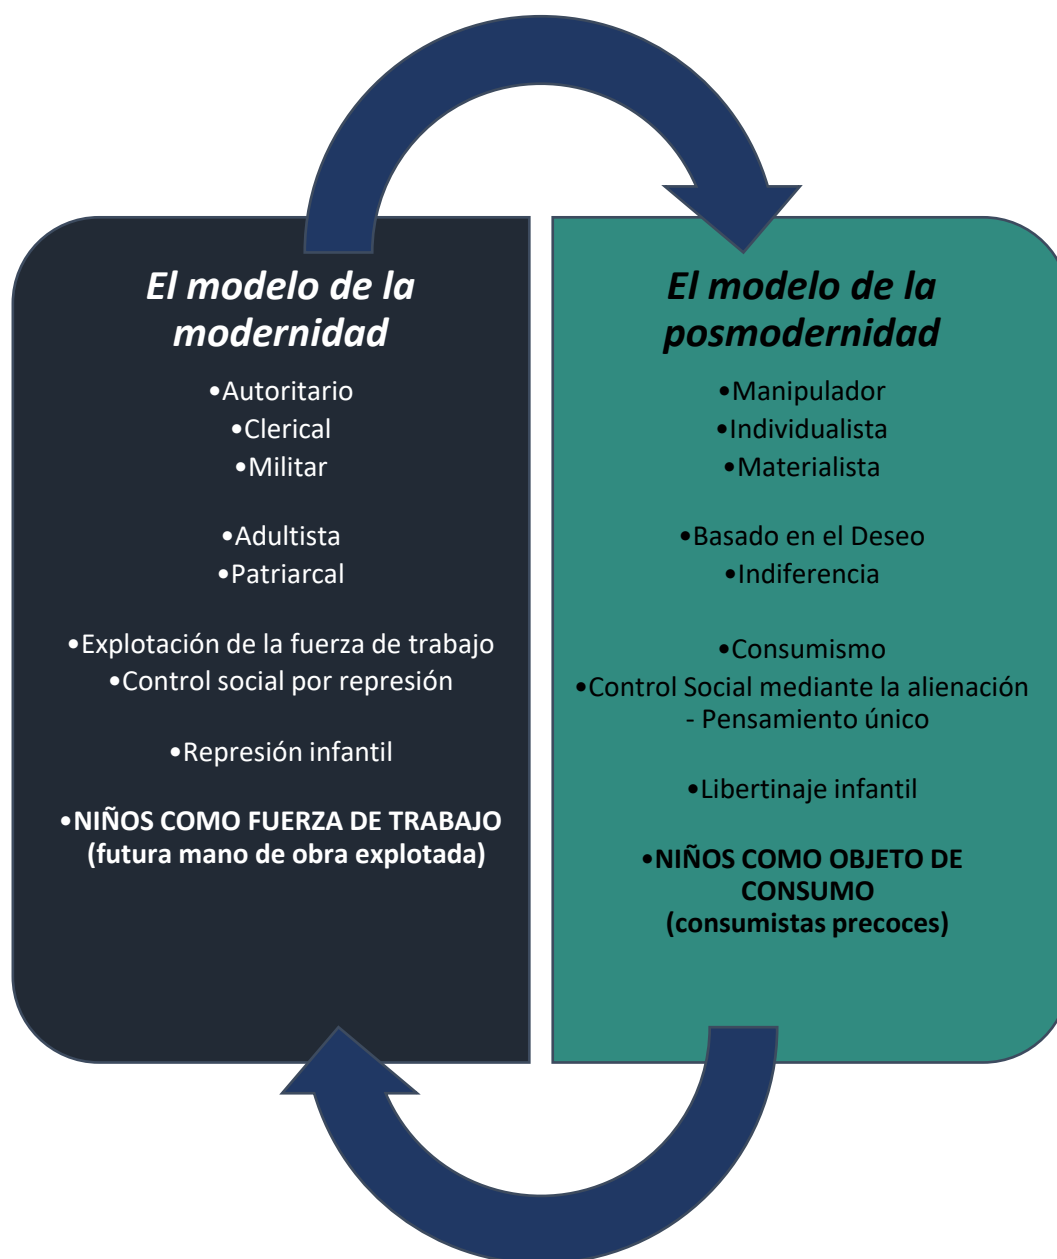 El modelo de la
modernidad
•Autoritario
•Clerical
•Militar
•Adultista
•Patriarcal
•Explotación de la fuerza de trabajo
•Control social por represión
•Represión infantil
•NIÑOS COMO FUERZA DE TRABAJO
(futura mano de obra explotada)
El modelo de la
posmodernidad
•Manipulador
•Individualista
•Materialista
•Basado en el Deseo
•Indiferencia
•Consumismo
•Control Social mediante la alienación
- Pensamiento único
•Libertinaje infantil
•NIÑOS COMO OBJETO DE
CONSUMO
(consumistas precoces)